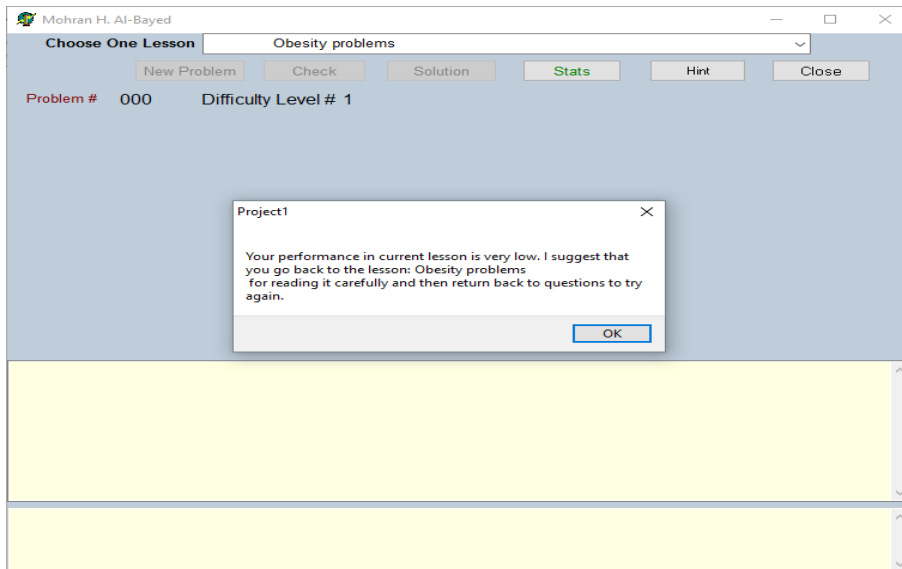 Mohran H. Al-Bayed
Choose One Lesson Obesity problems
New Problem Check Solution Stats Hint Close
Problem # 000 Difficulty Level # 1
Project1
Your performance in current lesson is very low. I suggest that
you go back to the lesson: Obesity problems
for reading it carefully and then return back to questions to try
again.
OK